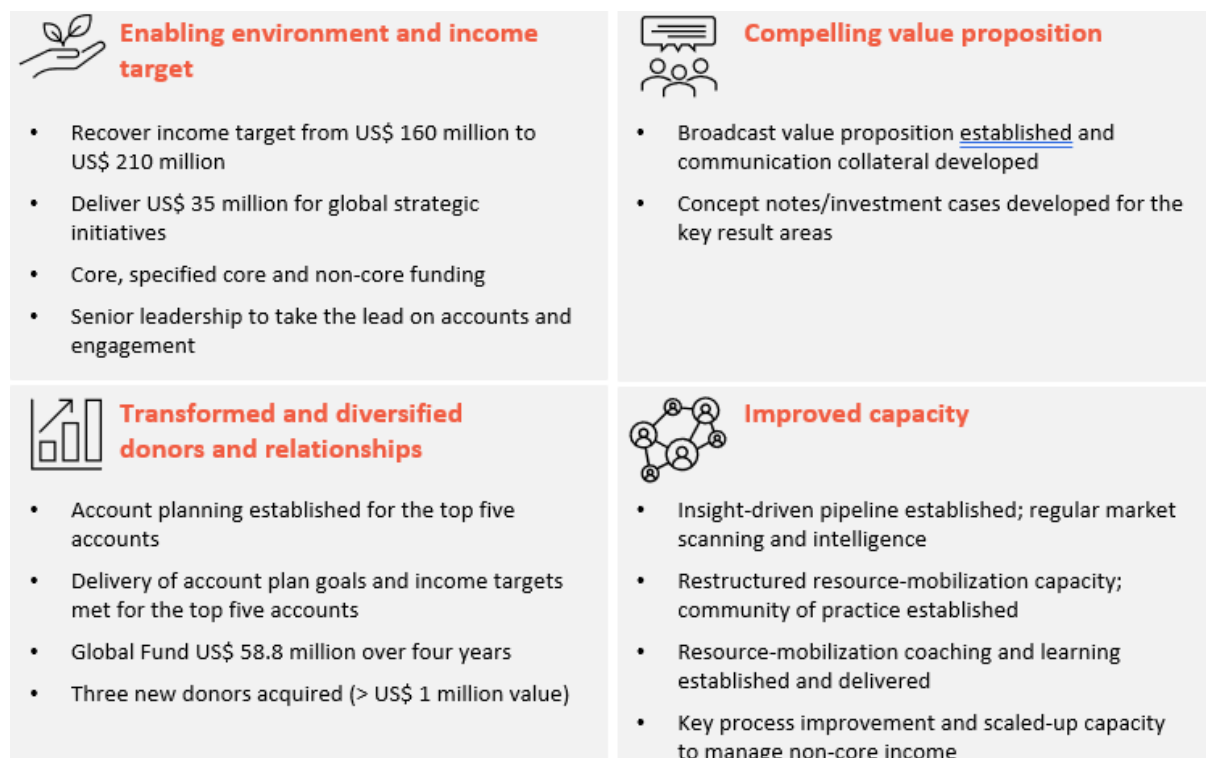 Enabling environment and income
target
• Recover income target from US$ 160 million to
US$ 210 million
• Deliver US$ 35 million for global strategic
initiatives
• Core, specified core and non-core funding
• Senior leadership to take the lead on accounts and
engagement
Compelling value proposition
• Broadcast value proposition established and
communication collateral developed
• Concept notes/investment cases developed for the
key result areas
Transformed and diversified
donors and relationships
• Account planning established for the top five
accounts
• Delivery of account plan goals and income targets
met for the top five accounts
• Global Fund US$ 58.8 million over four years
• Three new donors acquired (> US$ 1 million value)
Improved capacity
• Insight-driven pipeline established; regular market
scanning and intelligence
• Restructured resource-mobilization capacity;
community of practice established
• Resource-mobilization coaching and learning
established and delivered
• Key process improvement and scaled-up capacity
to manage non-core income